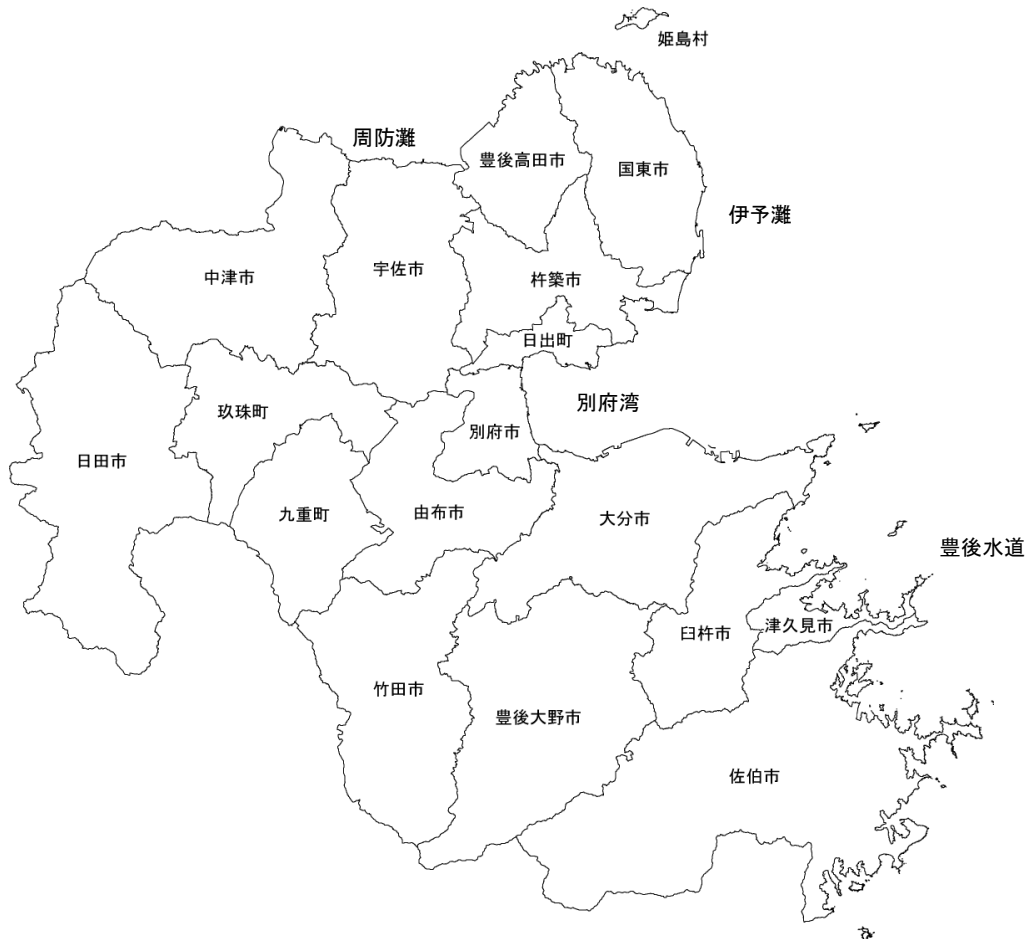 姫島村
周防灘
豊後高田市
国東市
伊予灘
中津市
宇佐市
杵築市
日出町
別府湾
玖珠町
別府市
日田市
九重町
由布市
大分市
豊後水道
臼杵市
津久見市
竹田市
豊後大野市
佐伯市